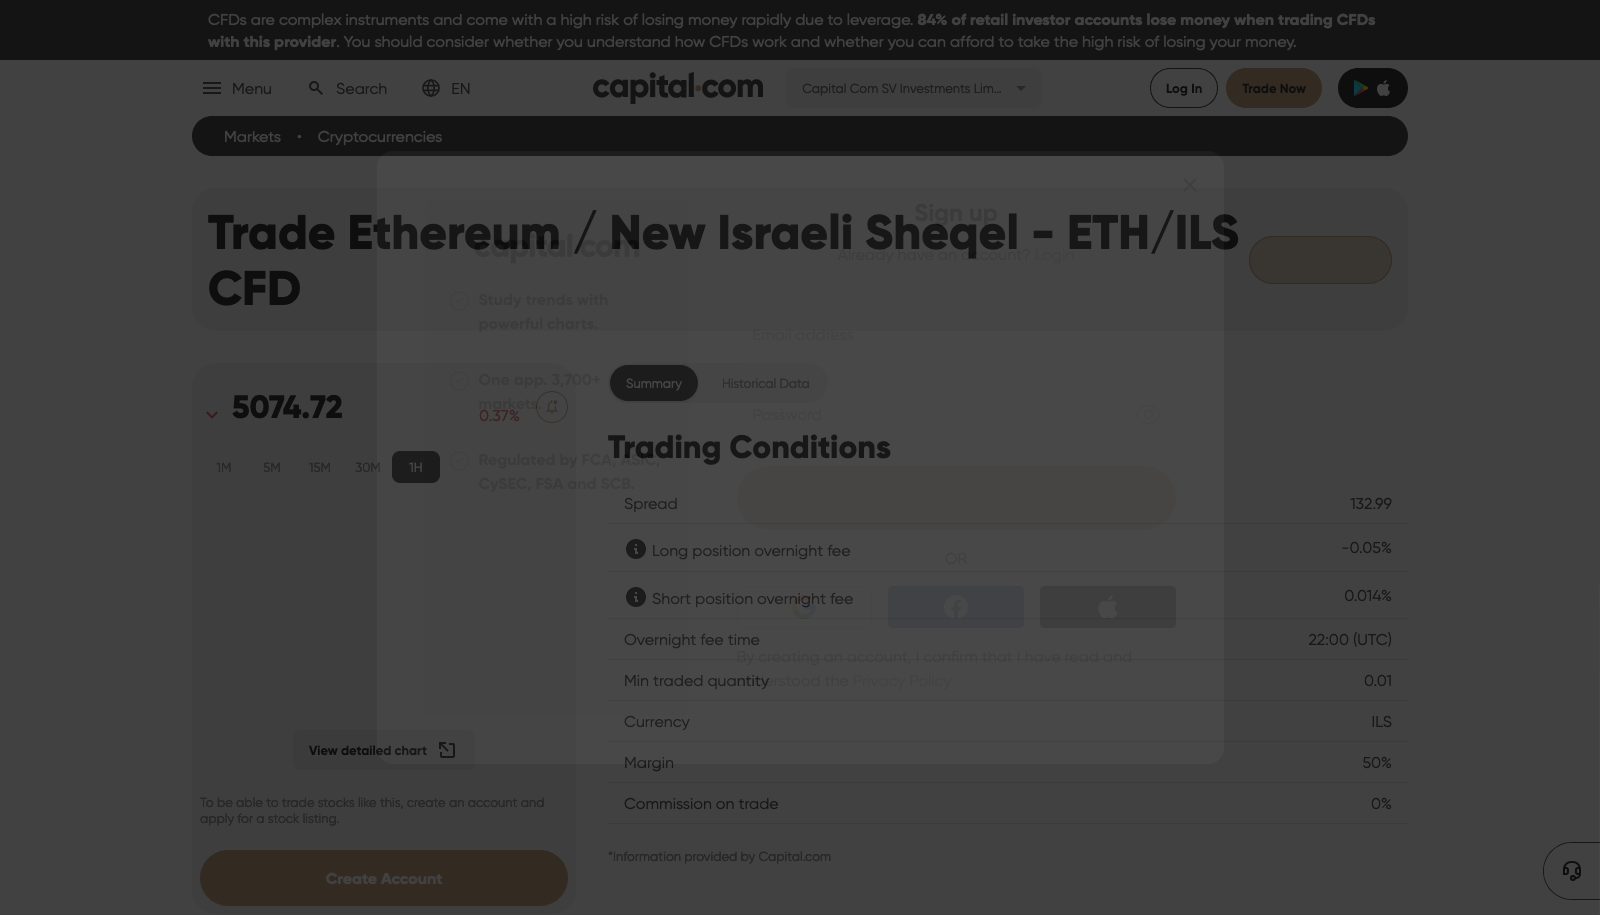 CFDs are complex instruments and come with a high risk of losing money rapidly due to leverage. 84% of retail investor accounts lose money when trading CFDs
with this provider. You should consider whether you understand how CFDs work and whether you can afford to take the high risk of losing your money.
Menu
Search
EN
capital.com
Capital Com SV Investments Lim...
Log In
Trade Now
Markets • Cryptocurrencies
Sign up
Trade Ethereum / New Israeli Sheqel - ETH/ILS
CFD
capital.com
Already have an account? Login
Study trends with
powerful charts.
Email address
One app. 3,700+
markets.
Summary
Historical Data
5074.72
0.37%
Password
Trading Conditions
1M 5M 15M 30M 1H
Regulated by FCA, ASIC,
CySEC, FSA and SCB.
Spread 132.99
Long position overnight fee -0.05%
OR
Short position overnight fee 0.014%
Overnight fee time 22:00 (UTC)
By creating an account, I confirm that I have read and
understood the Privacy Policy
Min traded quantity 0.01
Currency ILS
Margin 50%
Commission on trade 0%
View detailed chart
To be able to trade stocks like this, create an account and
apply for a stock listing.
*Information provided by Capital.com
Create Account